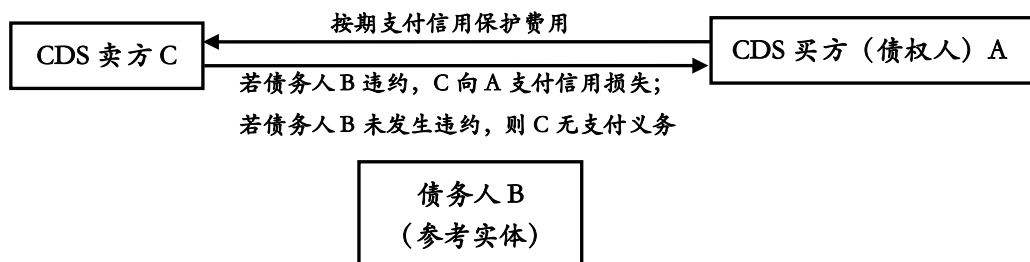 按期支付信用保护费用
CDS 卖方 C
CDS 买方（债权人）A
若债务人 B 违约，C 向 A 支付信用损失；
若债务人 B 未发生违约，则 C 无支付义务
债务人 B
（参考实体）